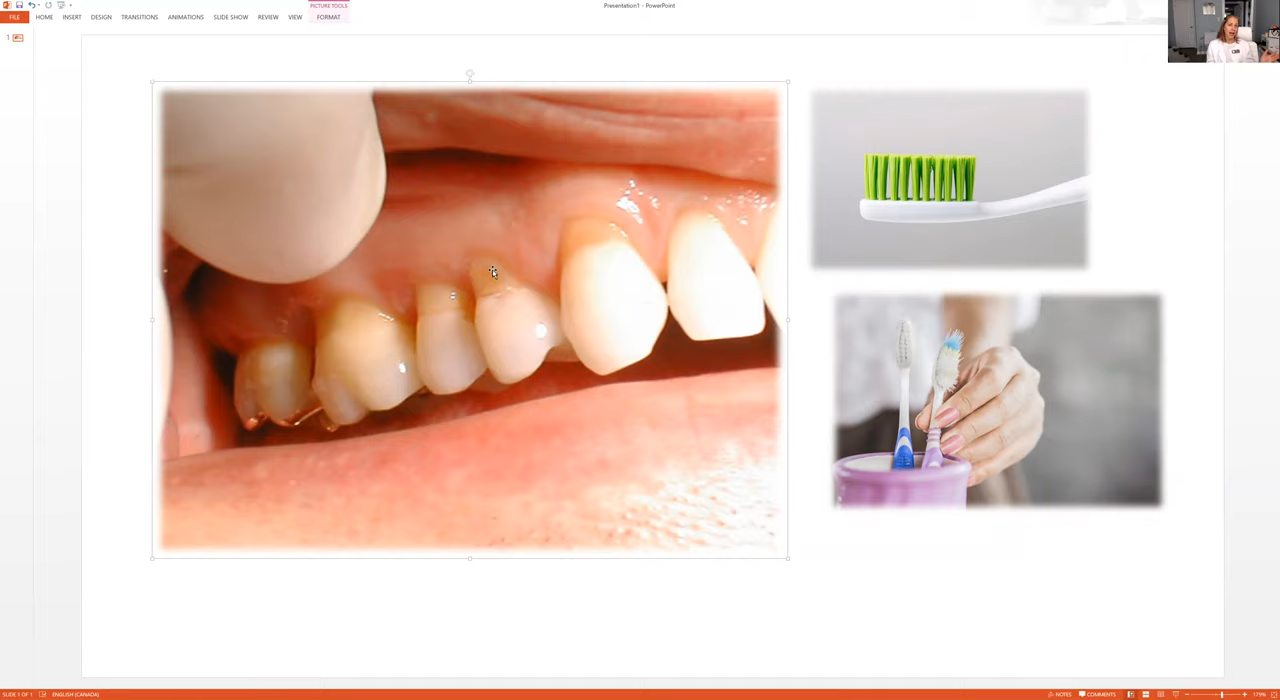 Presentation1 - PowerPoint
PICTURE TOOLS
FILE HOME INSERT DESIGN TRANSITIONS ANIMATIONS SLIDE SHOW REVIEW VIEW FORMAT
1
SLIDE 1 OF 1 ENGLISH (CANADA) NOTES COMMENTS 179%